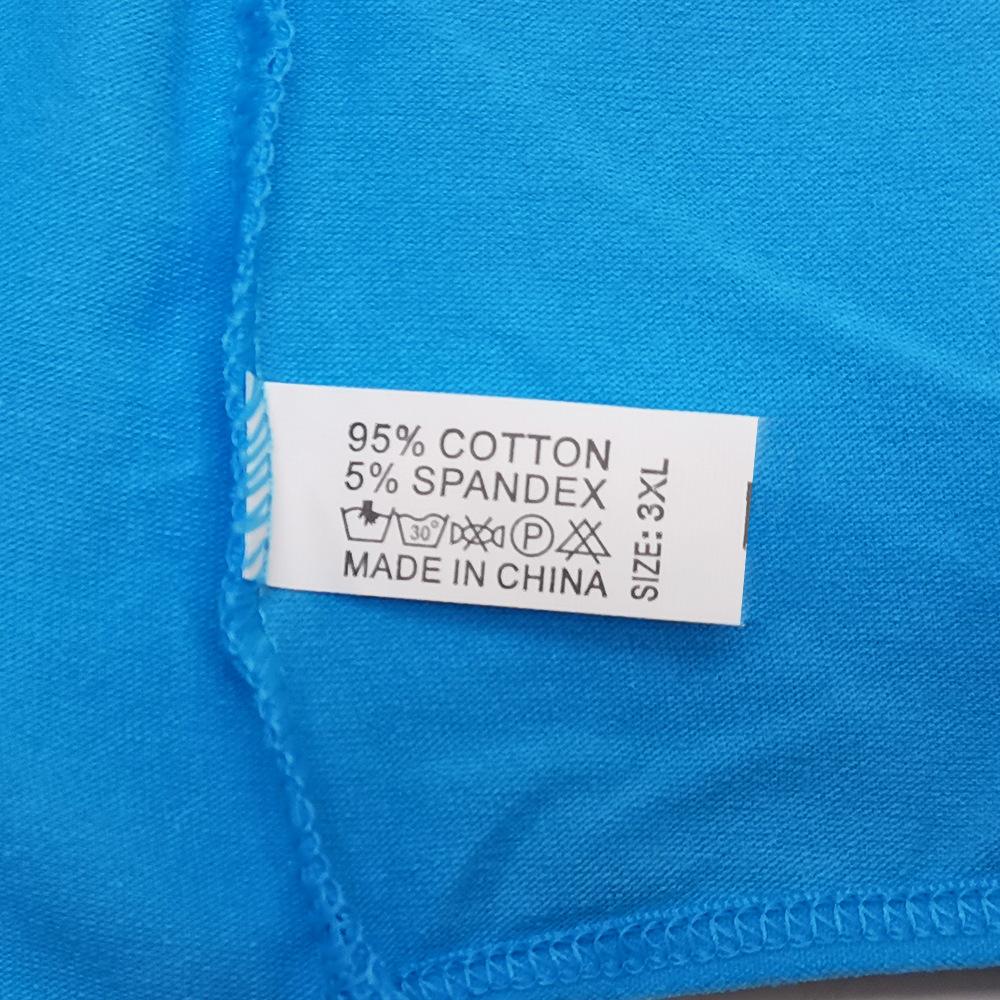 95% COTTON
5% SPANDEX
30°
P
MADE IN CHINA
SIZE: 3XL